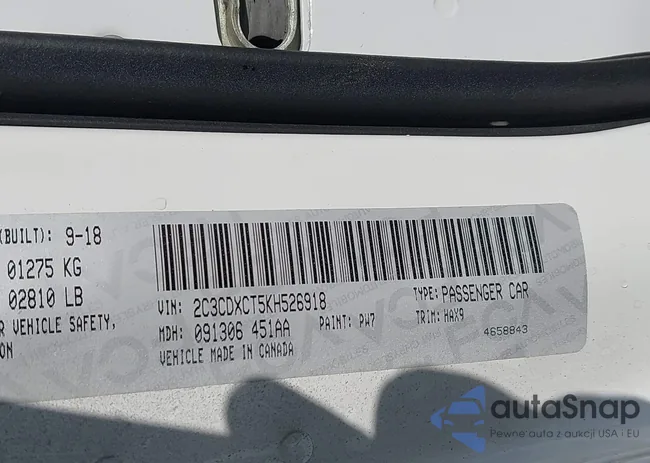 (BUILT): 9-18
01275 KG
02810 LB
R VEHICLE SAFETY,
ON
VIN: 2C3CDXCT5KH526918
TYPE: PASSENGER CAR
MDH: 091306 451AA
PAINT: PW7
TRIM: HAX9
VEHICLE MADE IN CANADA
4658843
autaSnap
Pewne auta z aukcji USA i EU